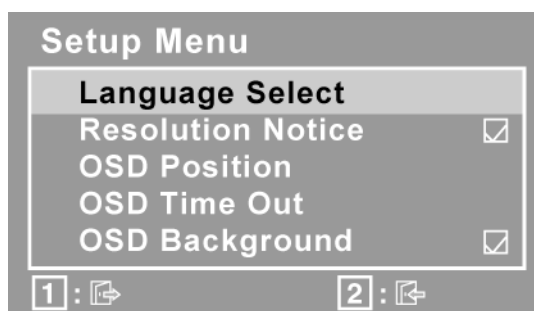 Setup Menu
Language Select
Resolution Notice
OSD Position
OSD Time Out
OSD Background
1 : 2 :